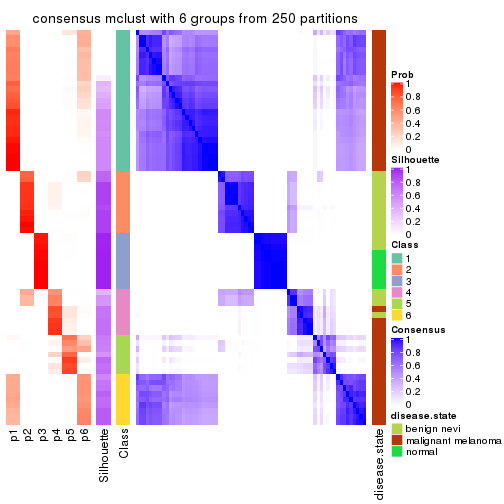 consensus mclust with 6 groups from 250 partitions
Prob
1
0.8
0.6
0.4
0.2
0
Silhouette
1
0.8
0.6
0.4
0.2
0
Class
1
2
3
4
5
6
Consensus
1
0.8
0.6
0.4
0.2
0
disease.state
benign nevi
malignant melanoma
normal
p1
p2
p3
p4
p5
p6
Silhouette
Class
disease.state